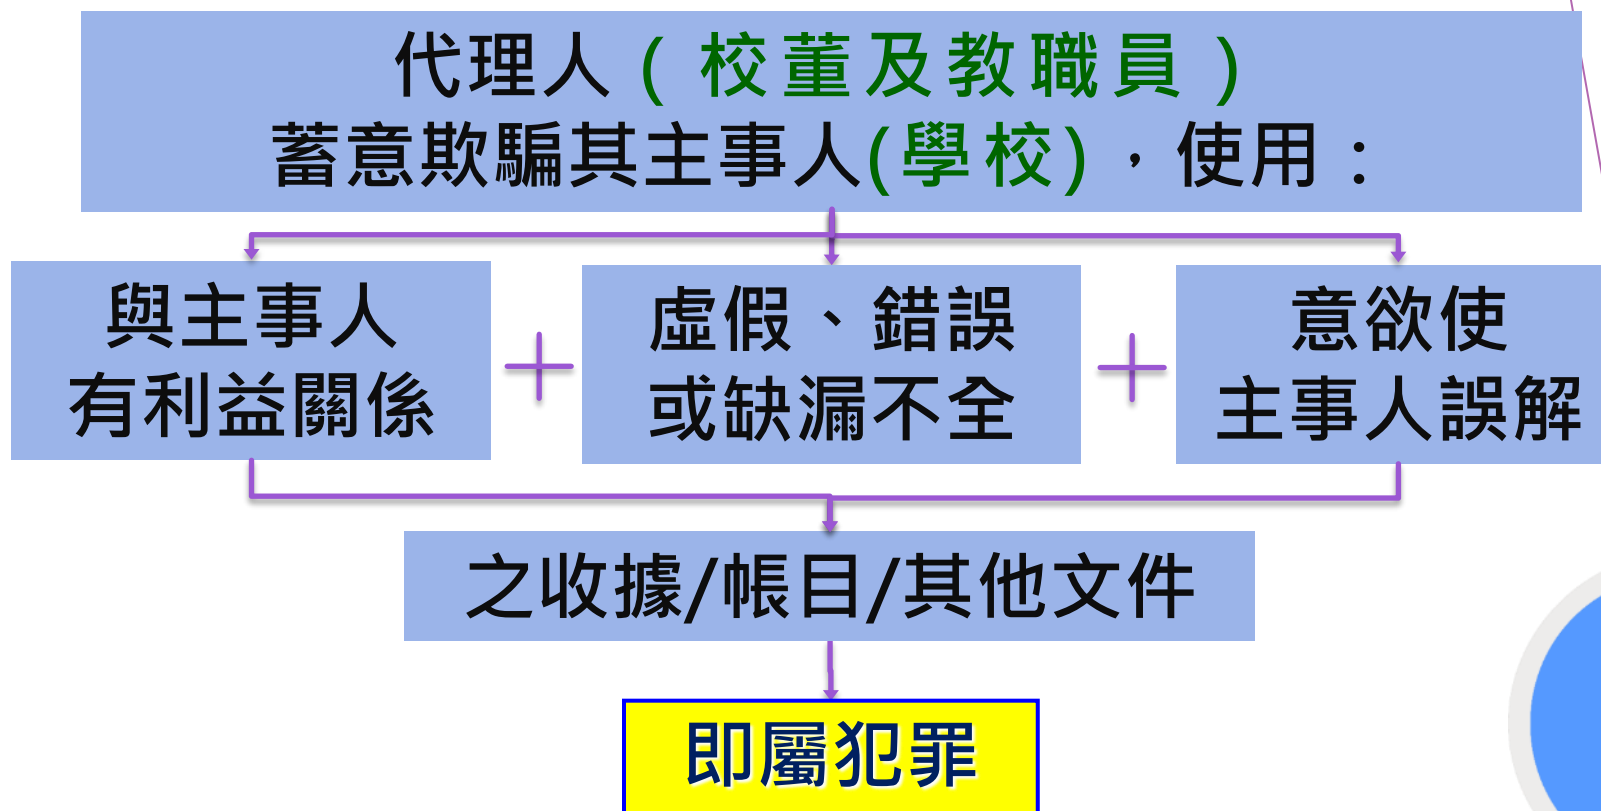 代理人(校董及教職員)
蓄意欺騙其主事人(學校)，使用：
與主事人
有利益關係
虛假、錯誤
或缺漏不全
意欲使
主事人誤解
之收據/帳目/其他文件
即屬犯罪